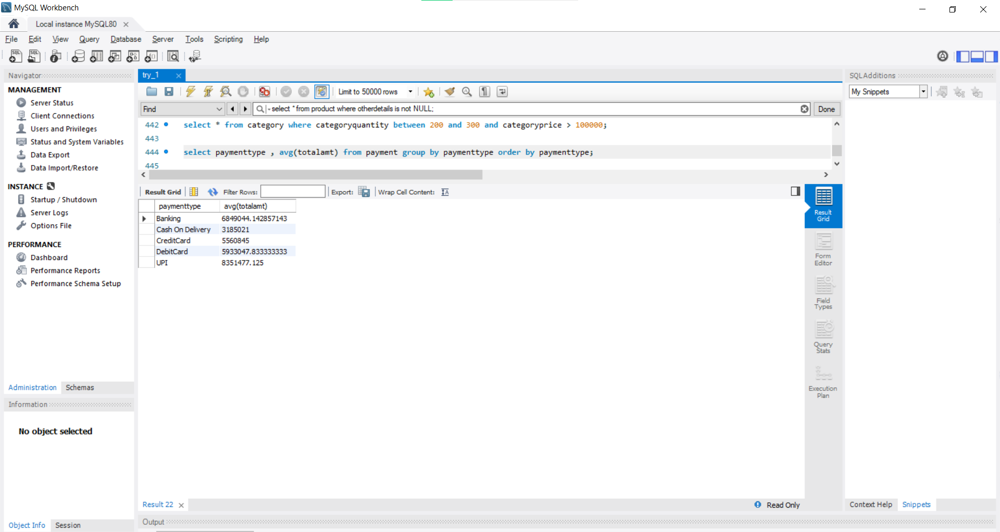 MySQL Workbench
Local instance MySQL80
File Edit View Query Database Server Tools Scripting Help
Navigator
MANAGEMENT
Server Status
Client Connections
Users and Privileges
Status and System Variables
Data Export
Data Import/Restore
INSTANCE
Startup / Shutdown
Server Logs
Options File
PERFORMANCE
Dashboard
Performance Reports
Performance Schema Setup
Administration Schemas
Information
No object selected
Object Info Session
try_1
Limit to 50000 rows
Find select * from product where otherdetails is not NULL; Done
442 select * from category where categoryquantity between 200 and 300 and categoryprice > 100000;
443
444 select paymenttype , avg(totalamt) from payment group by paymenttype order by paymenttype;
445
Result Grid Filter Rows: Export: Wrap Cell Content:
paymenttype avg(totalamt)
Banking 6849044.142857143
Cash On Delivery 3185021
CreditCard 5560845
DebitCard 5933047.833333333
UPI 8351477.125
Result
Grid
Form
Editor
Field
Types
Query
Stats
Execution
Plan
Result 22 Read Only
Output
SQLAdditions
My Snippets
Context Help Snippets